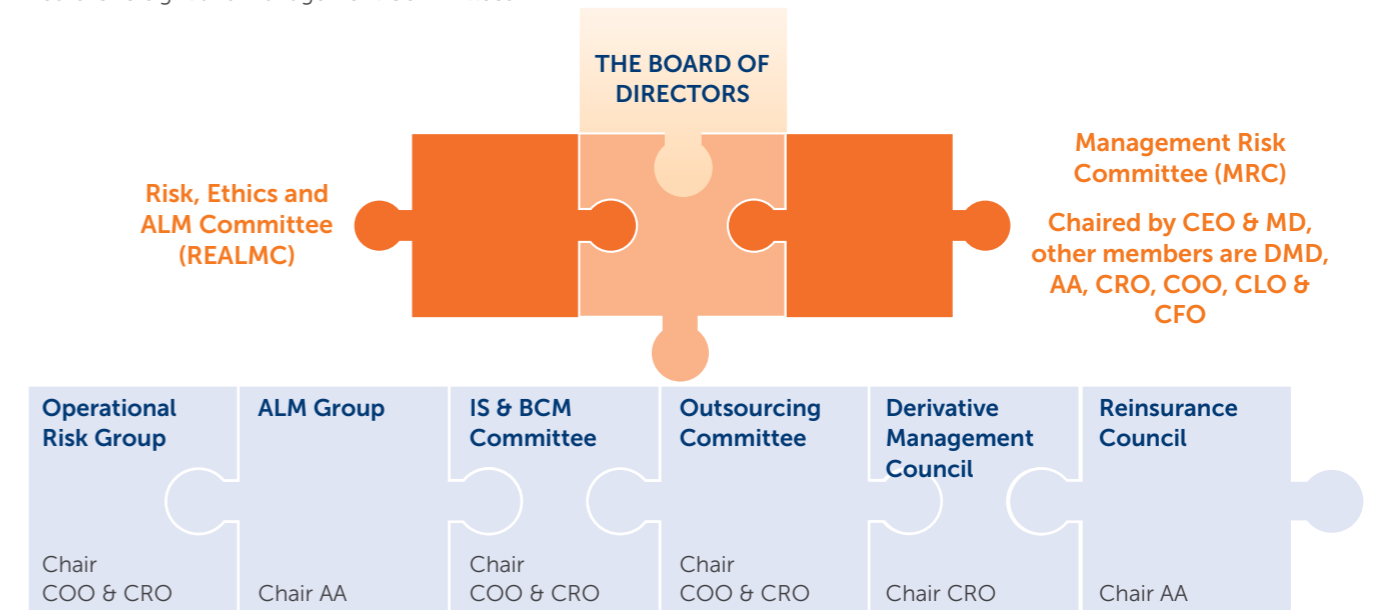 THE BOARD OF
DIRECTORS
Risk, Ethics and
ALM Committee
(REALMC)
Management Risk
Committee (MRC)
Chaired by CEO & MD,
other members are DMD,
AA, CRO, COO, CLO &
CFO
Operational
Risk Group
Chair
COO & CRO
ALM Group
Chair AA
IS & BCM
Committee
Chair
COO & CRO
Outsourcing
Committee
Chair
COO & CRO
Derivative
Management
Council
Chair CRO
Reinsurance
Council
Chair AA